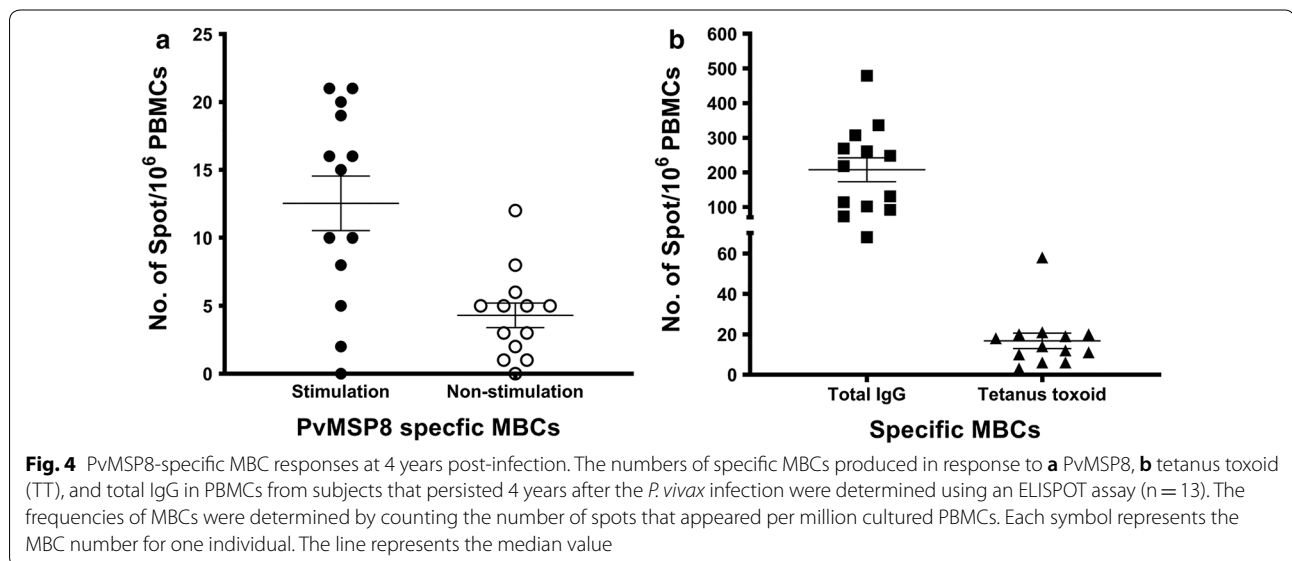 a
25
20
15
10
5
0
No. of Spot/10⁶ PBMCs
Stimulation
Non-stimulation
PvMSP8 specfic MBCs
b
600
500
400
300
200
100
60
40
20
0
No. of Spot/10⁶ PBMCs
Total IgG
Tetanus toxoid
Specific MBCs
Fig. 4 PvMSP8-specific MBC responses at 4 years post-infection. The numbers of specific MBCs produced in response to a PvMSP8, b tetanus toxoid
(TT), and total IgG in PBMCs from subjects that persisted 4 years after the P. vivax infection were determined using an ELISPOT assay (n = 13). The
frequencies of MBCs were determined by counting the number of spots that appeared per million cultured PBMCs. Each symbol represents the
MBC number for one individual. The line represents the median value